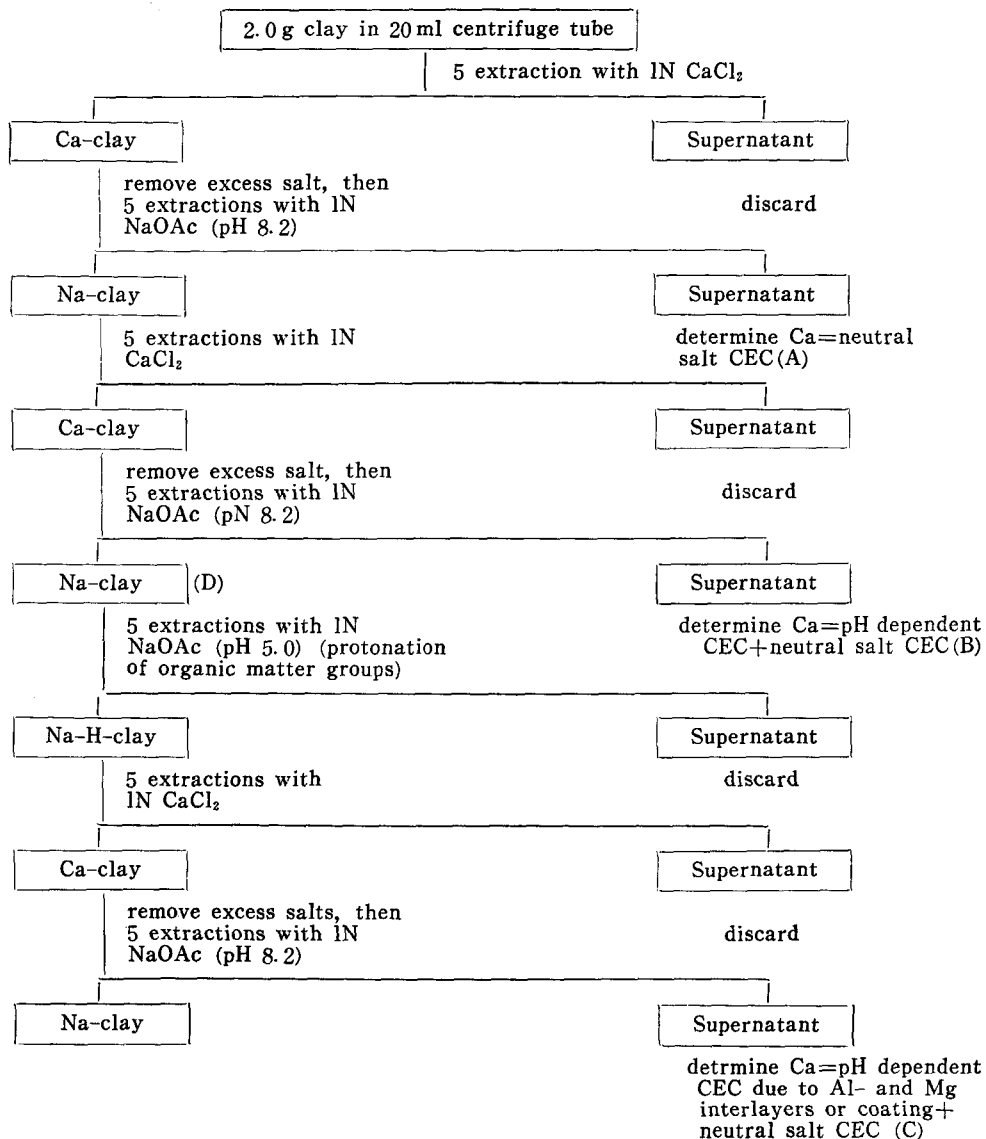 2.0 g clay in 20 ml centrifuge tube
5 extraction with 1N CaCl₂
Ca-clay
Supernatant
remove excess salt, then
5 extractions with 1N
NaOAc (pH 8.2)
discard
Na-clay
Supernatant
5 extractions with 1N
CaCl₂
determine Ca=neutral
salt CEC(A)
Ca-clay
Supernatant
remove excess salt, then
5 extractions with 1N
NaOAc (pN 8.2)
discard
Na-clay (D)
Supernatant
5 extractions with 1N
NaOAc (pH 5.0) (protonation
of organic matter groups)
determine Ca=pH dependent
CEC+neutral salt CEC(B)
Na-H-clay
Supernatant
5 extractions with
1N CaCl₂
discard
Ca-clay
Supernatant
remove excess salts, then
5 extractions with 1N
NaOAc (pH 8.2)
discard
Na-clay
Supernatant
detrmine Ca=pH dependent
CEC due to Al- and Mg
interlayers or coating+
neutral salt CEC (C)